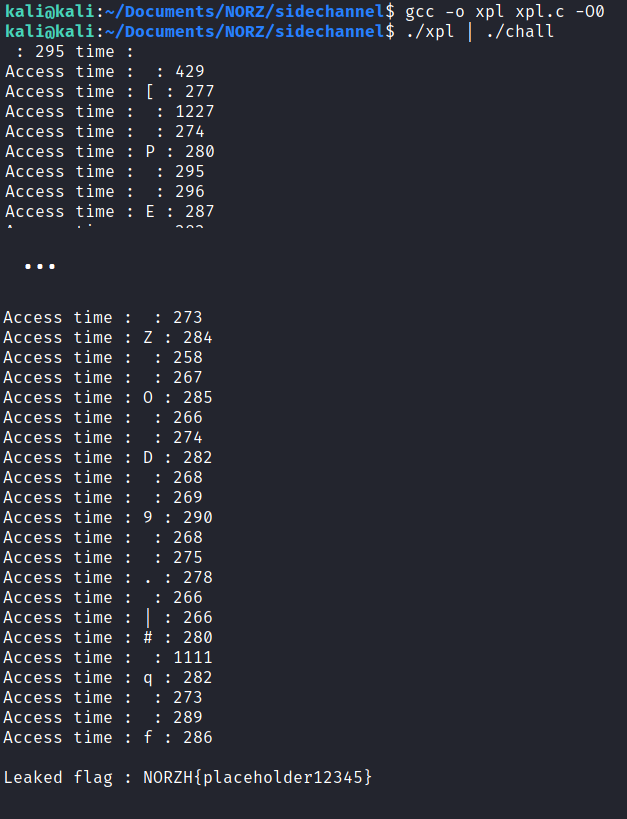 kali@kali:~/Documents/NORZ/sidechannel$ gcc -o xpl xpl.c -O0
kali@kali:~/Documents/NORZ/sidechannel$ ./xpl | ./chall
 : 295 time :
Access time :   : 429
Access time : [ : 277
Access time :   : 1227
Access time :   : 274
Access time : P : 280
Access time :   : 295
Access time :   : 296
Access time : E : 287
...
Access time :   : 273
Access time : Z : 284
Access time :   : 258
Access time :   : 267
Access time : O : 285
Access time :   : 266
Access time :   : 274
Access time : D : 282
Access time :   : 268
Access time :   : 269
Access time : 9 : 290
Access time :   : 268
Access time :   : 275
Access time : . : 278
Access time :   : 266
Access time : | : 266
Access time : # : 280
Access time :   : 1111
Access time : q : 282
Access time :   : 273
Access time :   : 289
Access time : f : 286
Leaked flag : NORZH{placeholder12345}